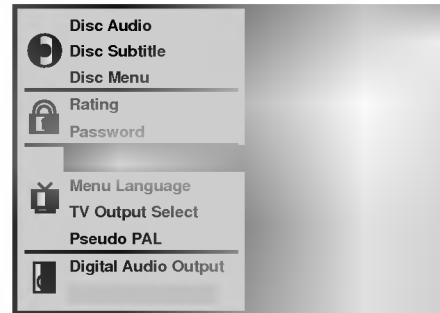 Disc Audio
Disc Subtitle
Disc Menu
Rating
Password
Menu Language
TV Output Select
Pseudo PAL
Digital Audio Output